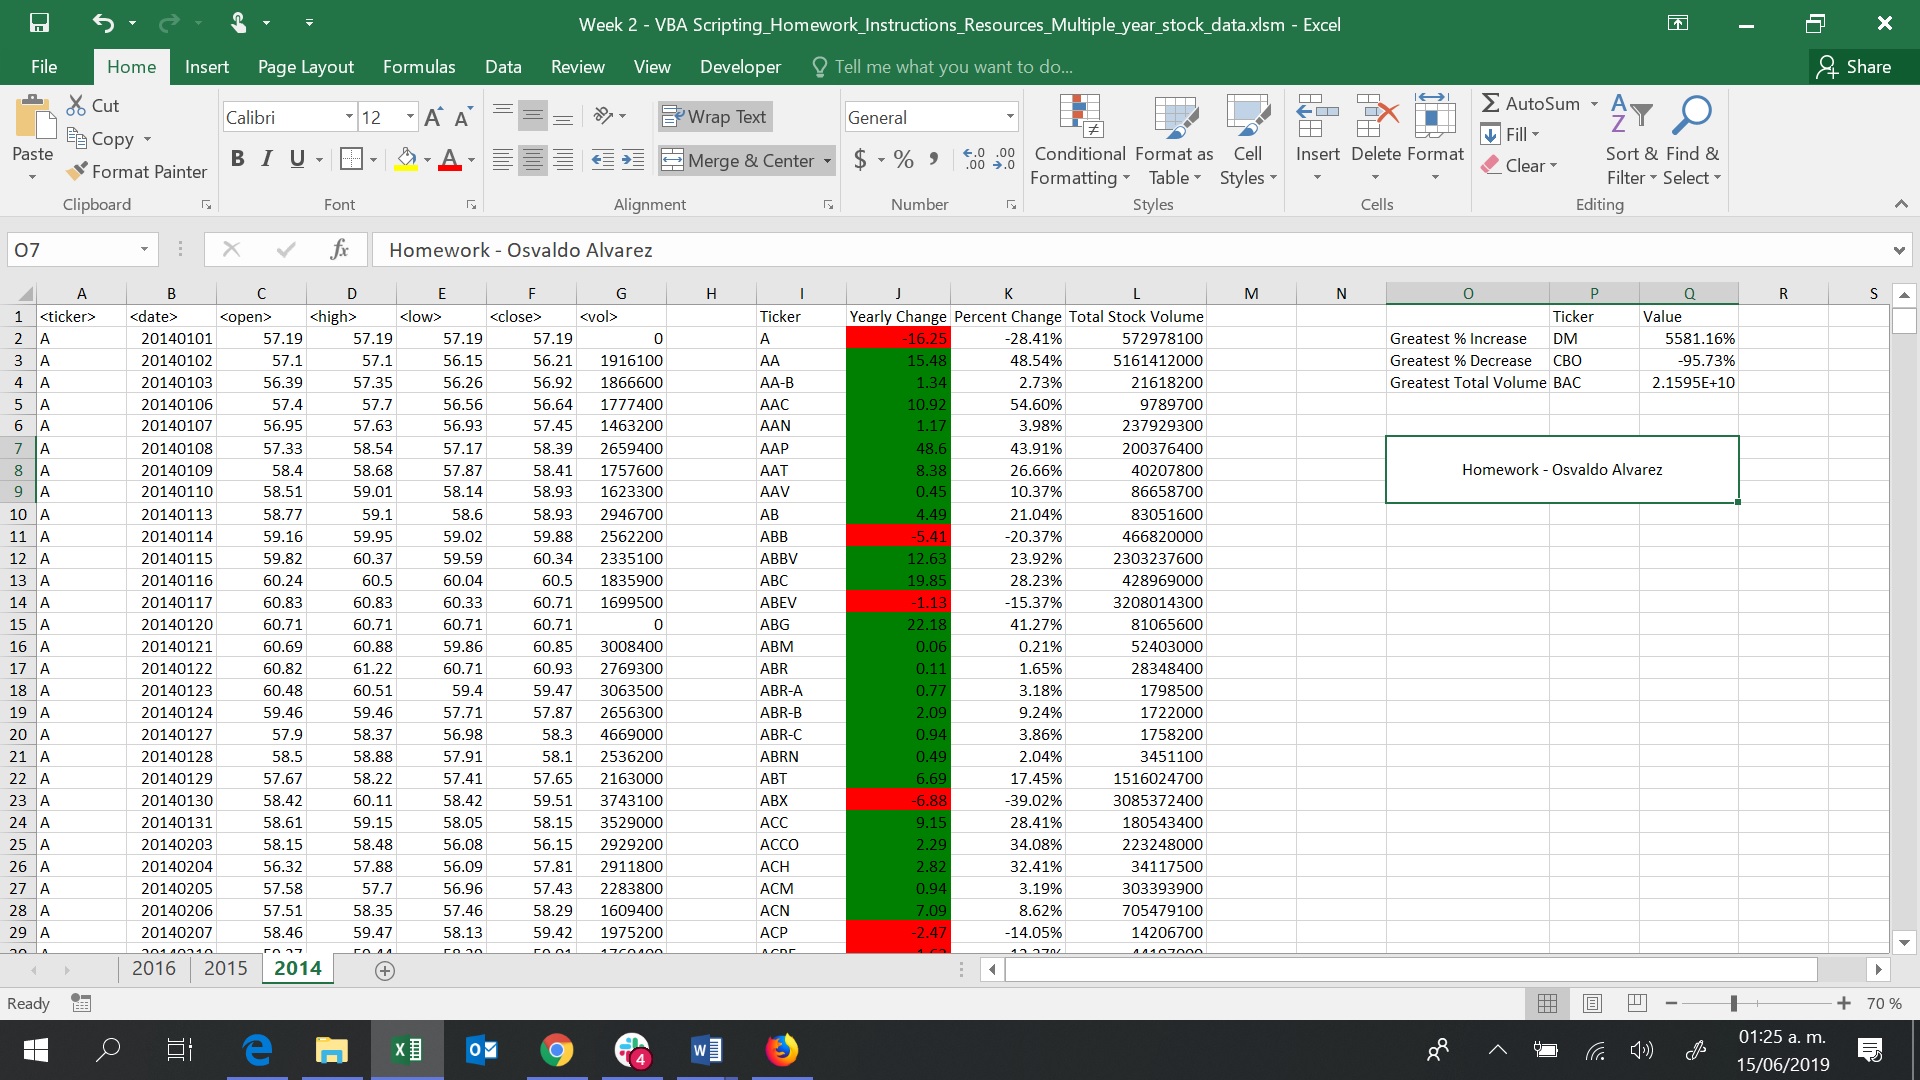 Week 2 - VBA Scripting_Homework_Instructions_Resources_Multiple_year_stock_data.xlsm - Excel
File Home Insert Page Layout Formulas Data Review View Developer Tell me what you want to do... Share
Paste Cut Copy Format Painter Clipboard
Calibri 12 B I U Font
Wrap Text Merge & Center Alignment
General $ % Number
Conditional Formatting Format as Table Cell Styles Styles
Insert Delete Format Cells
AutoSum Fill Clear Sort & Filter Find & Select Editing
O7 fx Homework - Osvaldo Alvarez
A B C D E F G H I J K L M N O P Q R S
1 <ticker> <date> <open> <high> <low> <close> <vol> Ticker Yearly Change Percent Change Total Stock Volume Ticker Value
2 A 20140101 57.19 57.19 57.19 57.19 0 A -16.25 -28.41% 572978100 Greatest % Increase DM 5581.16%
3 A 20140102 57.1 57.1 56.15 56.21 1916100 AA 15.48 48.54% 5161412000 Greatest % Decrease CBO -95.73%
4 A 20140103 56.39 57.35 56.26 56.92 1866600 AA-B 1.34 2.73% 21618200 Greatest Total Volume BAC 2.1595E+10
5 A 20140106 57.4 57.7 56.56 56.64 1777400 AAC 10.92 54.60% 9789700
6 A 20140107 56.95 57.63 56.93 57.45 1463200 AAN 1.17 3.98% 237929300
7 A 20140108 57.33 58.54 57.17 58.39 2659400 AAP 48.6 43.91% 200376400
8 A 20140109 58.4 58.68 57.87 58.41 1757600 AAT 8.38 26.66% 40207800 Homework - Osvaldo Alvarez
9 A 20140110 58.51 59.01 58.14 58.93 1623300 AAV 0.45 10.37% 86658700
10 A 20140113 58.77 59.1 58.6 58.93 2946700 AB 4.49 21.04% 83051600
11 A 20140114 59.16 59.95 59.02 59.88 2562200 ABB -5.41 -20.37% 466820000
12 A 20140115 59.82 60.37 59.59 60.34 2335100 ABBV 12.63 23.92% 2303237600
13 A 20140116 60.24 60.5 60.04 60.5 1835900 ABC 19.85 28.23% 428969000
14 A 20140117 60.83 60.83 60.33 60.71 1699500 ABEV -1.13 -15.37% 3208014300
15 A 20140120 60.71 60.71 60.71 60.71 0 ABG 22.18 41.27% 81065600
16 A 20140121 60.69 60.88 59.86 60.85 3008400 ABM 0.06 0.21% 52403000
17 A 20140122 60.82 61.22 60.71 60.93 2769300 ABR 0.11 1.65% 28348400
18 A 20140123 60.48 60.51 59.4 59.47 3063500 ABR-A 0.77 3.18% 1798500
19 A 20140124 59.46 59.46 57.71 57.87 2656300 ABR-B 2.09 9.24% 1722000
20 A 20140127 57.9 58.37 56.98 58.3 4669000 ABR-C 0.94 3.86% 1758200
21 A 20140128 58.5 58.88 57.91 58.1 2536200 ABRN 0.49 2.04% 3451100
22 A 20140129 57.67 58.22 57.41 57.65 2163000 ABT 6.69 17.45% 1516024700
23 A 20140130 58.42 60.11 58.42 59.51 3743100 ABX -6.88 -39.02% 3085372400
24 A 20140131 58.61 59.15 58.05 58.15 3529000 ACC 9.15 28.41% 180543400
25 A 20140203 58.15 58.48 56.08 56.15 2929200 ACCO 2.29 34.08% 223248000
26 A 20140204 56.32 57.88 56.09 57.81 2911800 ACH 2.82 32.41% 34117500
27 A 20140205 57.58 57.7 56.96 57.43 2283800 ACM 0.94 3.19% 303393900
28 A 20140206 57.51 58.35 57.46 58.29 1609400 ACN 7.09 8.62% 705479100
29 A 20140207 58.46 59.47 58.13 59.42 1975200 ACP -2.47 -14.05% 14206700
2016 2015 2014
Ready 70 %
4 01:25 a. m.
15/06/2019